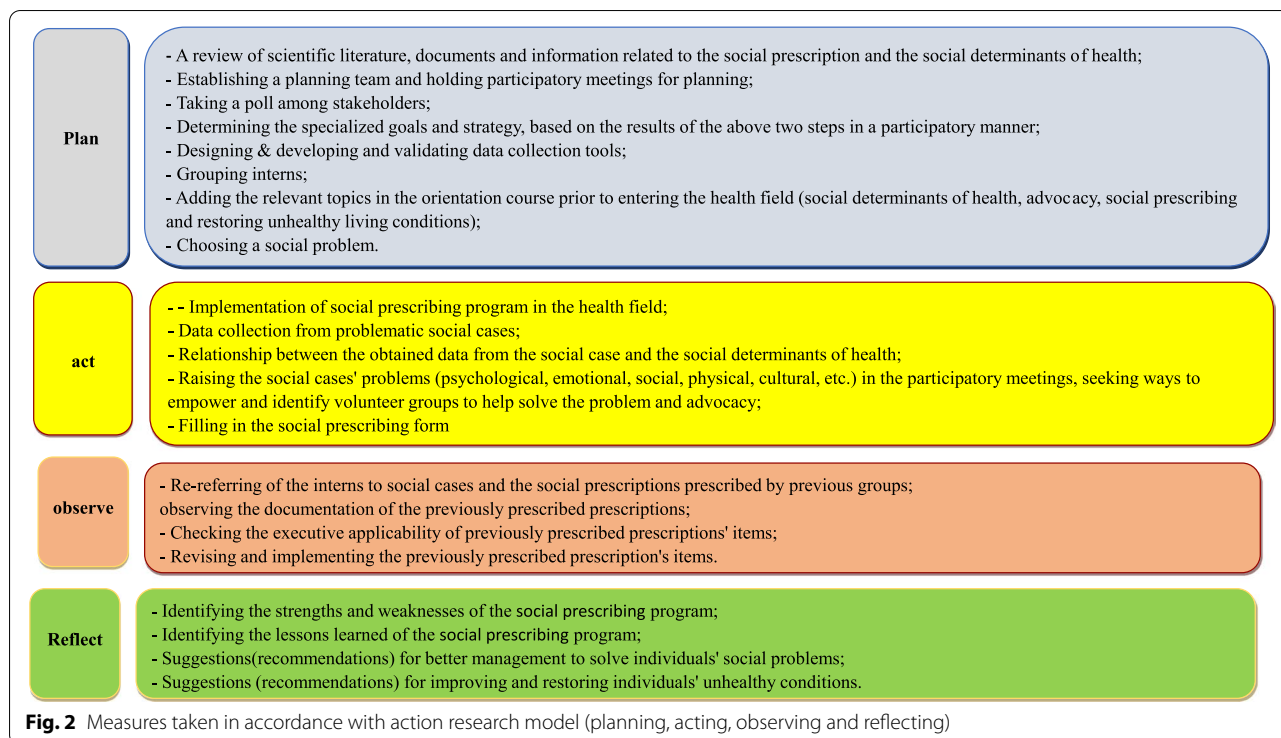 Plan
- A review of scientific literature, documents and information related to the social prescription and the social determinants of health;
- Establishing a planning team and holding participatory meetings for planning;
- Taking a poll among stakeholders;
- Determining the specialized goals and strategy, based on the results of the above two steps in a participatory manner;
- Designing & developing and validating data collection tools;
- Grouping interns;
- Adding the relevant topics in the orientation course prior to entering the health field (social determinants of health, advocacy, social prescribing
and restoring unhealthy living conditions);
- Choosing a social problem.
act
- - Implementation of social prescribing program in the health field;
- Data collection from problematic social cases;
- Relationship between the obtained data from the social case and the social determinants of health;
- Raising the social cases' problems (psychological, emotional, social, physical, cultural, etc.) in the participatory meetings, seeking ways to
empower and identify volunteer groups to help solve the problem and advocacy;
- Filling in the social prescribing form
observe
- Re-referring of the interns to social cases and the social prescriptions prescribed by previous groups;
observing the documentation of the previously prescribed prescriptions;
- Checking the executive applicability of previously prescribed prescriptions' items;
- Revising and implementing the previously prescribed prescription's items.
Reflect
- Identifying the strengths and weaknesses of the social prescribing program;
- Identifying the lessons learned of the social prescribing program;
- Suggestions(recommendations) for better management to solve individuals' social problems;
- Suggestions (recommendations) for improving and restoring individuals' unhealthy conditions.
Fig. 2 Measures taken in accordance with action research model (planning, acting, observing and reflecting)